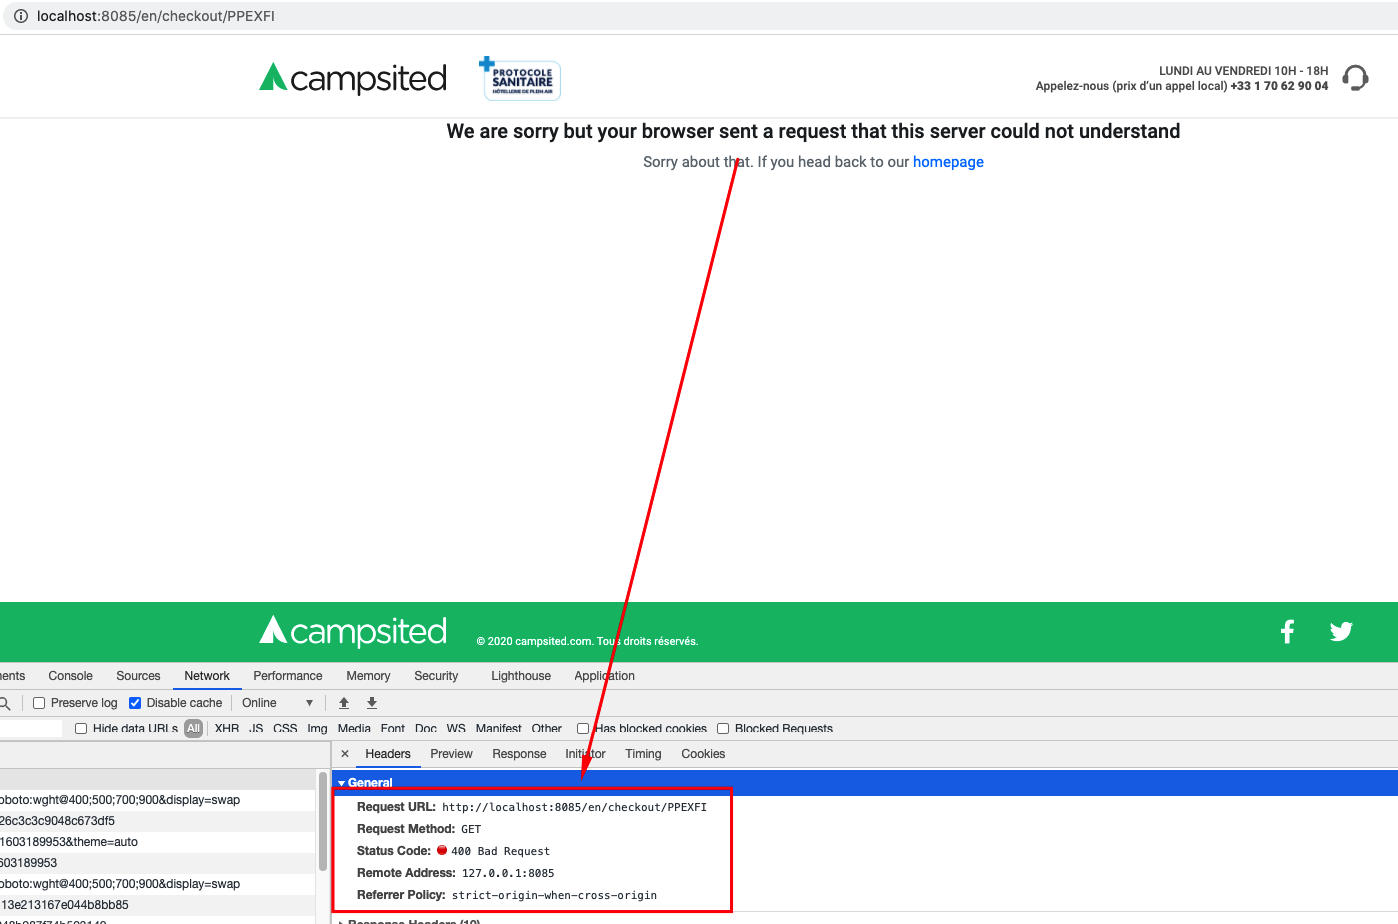 localhost:8085/en/checkout/PPEXFI
campsited
PROTOCOLE
SANITAIRE
HÔTELLERIE DE PLEIN AIR
LUNDI AU VENDREDI 10H - 18H
Appelez-nous (prix d'un appel local) +33 1 70 62 90 04
We are sorry but your browser sent a request that this server could not understand
Sorry about that. If you head back to our homepage
campsited
© 2020 campsited.com. Tous droits réservés.
ents Console Sources Network Performance Memory Security Lighthouse Application
Preserve log Disable cache Online
Hide data URLs All XHR JS CSS Img Media Font Doc WS Manifest Other Has blocked cookies Blocked Requests
× Headers Preview Response Initiator Timing Cookies
General
oboto:wght@400;500;700;900&display=swap
26c3c3c9048c673df5
1603189953&theme=auto
603189953
oboto:wght@400;500;700;900&display=swap
13e213167e044b8bb85
Request URL: http://localhost:8085/en/checkout/PPEXFI
Request Method: GET
Status Code: 400 Bad Request
Remote Address: 127.0.0.1:8085
Referrer Policy: strict-origin-when-cross-origin
Response Headers (10)